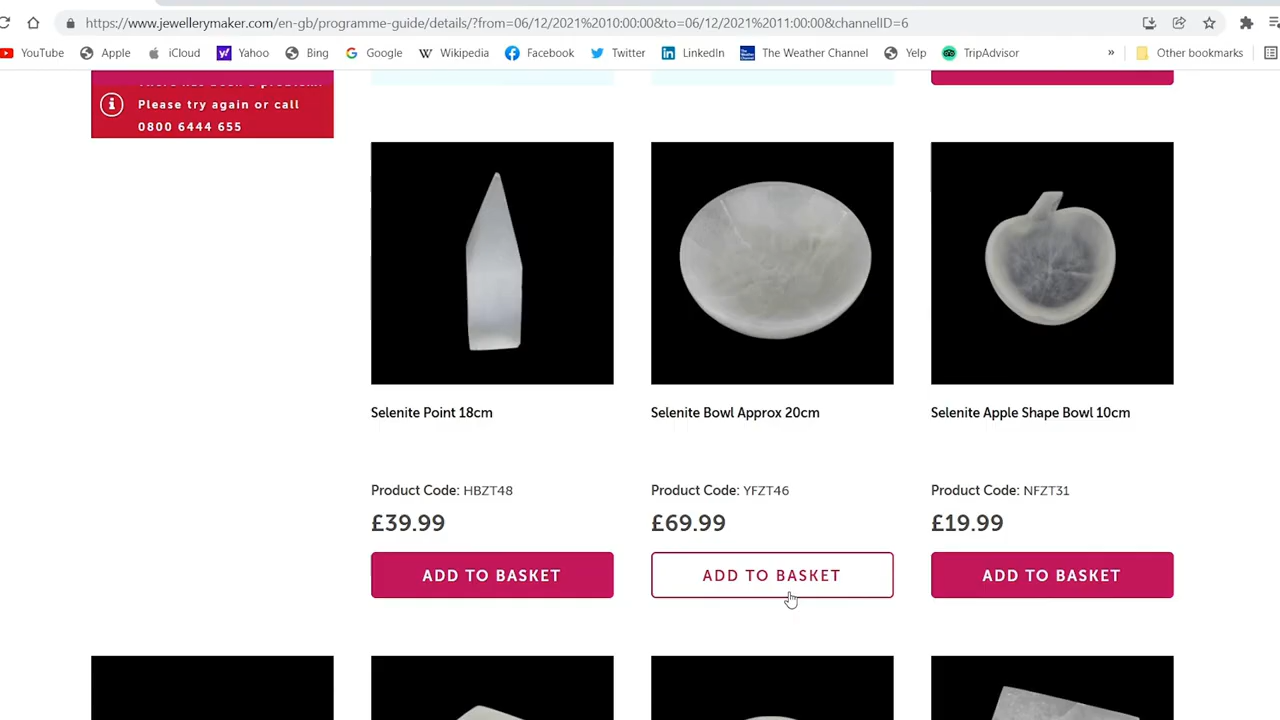 https://www.jewellerymaker.com/en-gb/programme-guide/details/?from=06/12/2021%2010:00:00&to=06/12/2021%2011:00:00&channelID=6
YouTube Apple iCloud Yahoo Bing Google Wikipedia Facebook Twitter LinkedIn The Weather Channel Yelp TripAdvisor » Other bookmarks
There has been a problem.
Please try again or call
0800 6444 655
Selenite Point 18cm
Product Code: HBZT48
£39.99
ADD TO BASKET
Selenite Bowl Approx 20cm
Product Code: YFZT46
£69.99
ADD TO BASKET
Selenite Apple Shape Bowl 10cm
Product Code: NFZT31
£19.99
ADD TO BASKET